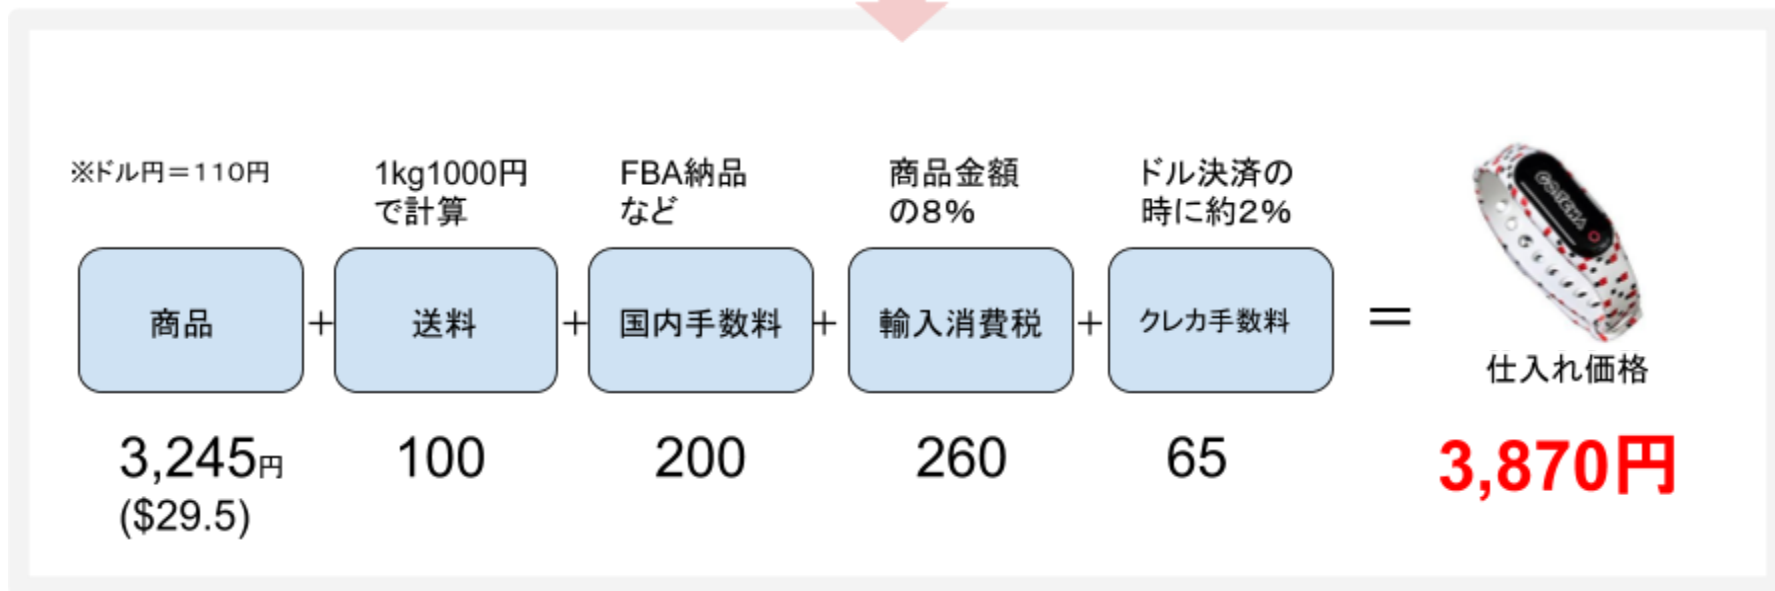 ※ドル円＝１１０円
1kg1000円
で計算
FBA納品
など
商品金額
の８％
ドル決済の
時に約２％
商品
+
送料
+
国内手数料
+
輸入消費税
+
クレカ手数料
＝
GOTCHA
仕入れ価格
3,245円
($29.5)
100
200
260
65
3,870円